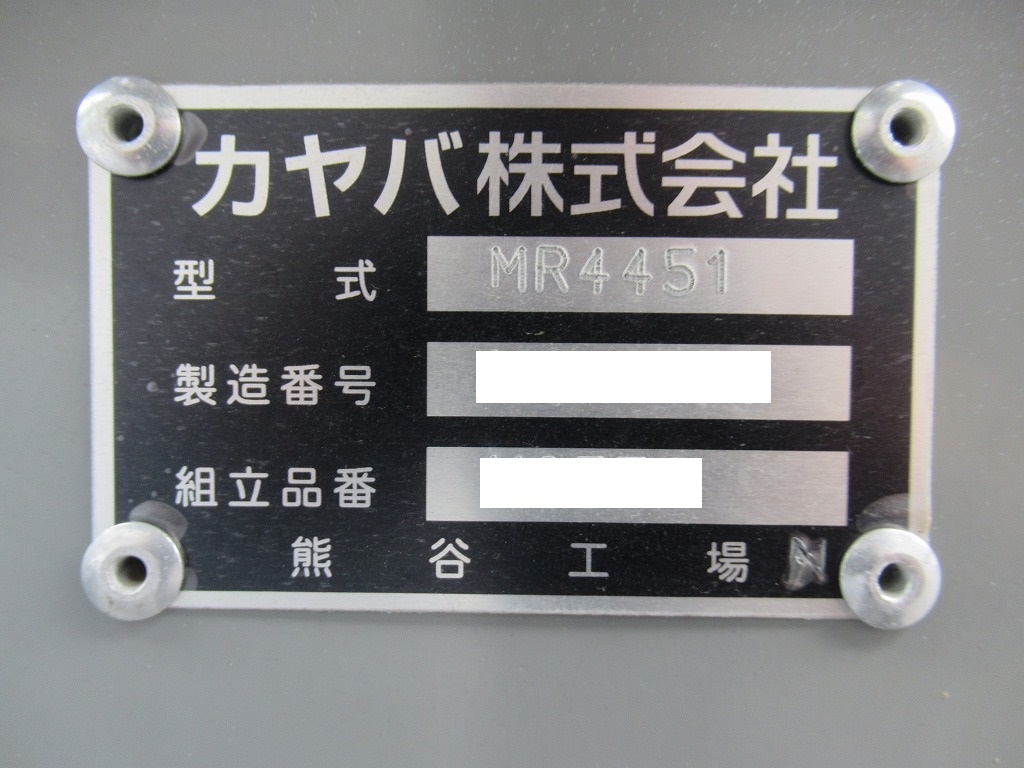 カヤバ株式会社
型式 MR4451
製造番号
組立品番
熊谷工場 N